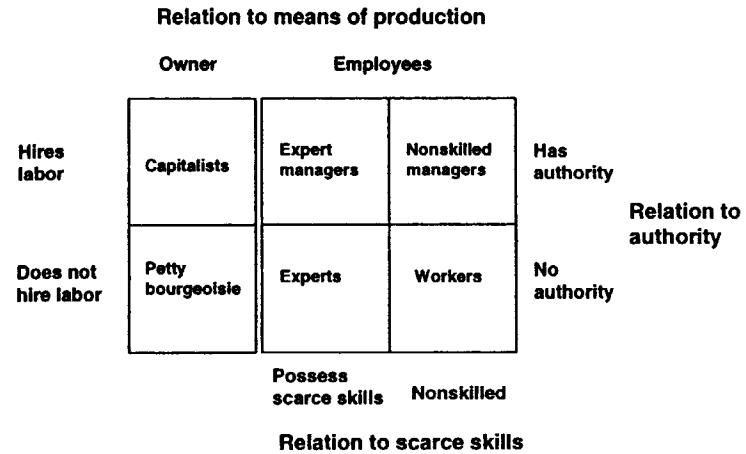 Relation to means of production
Owner
Employees
Hires
labor
Capitalists
Expert
managers
Nonskilled
managers
Has
authority
Relation to
authority
Does not
hire labor
Petty
bourgeoisie
Experts
Workers
No
authority
Possess
scarce skills
Nonskilled
Relation to scarce skills